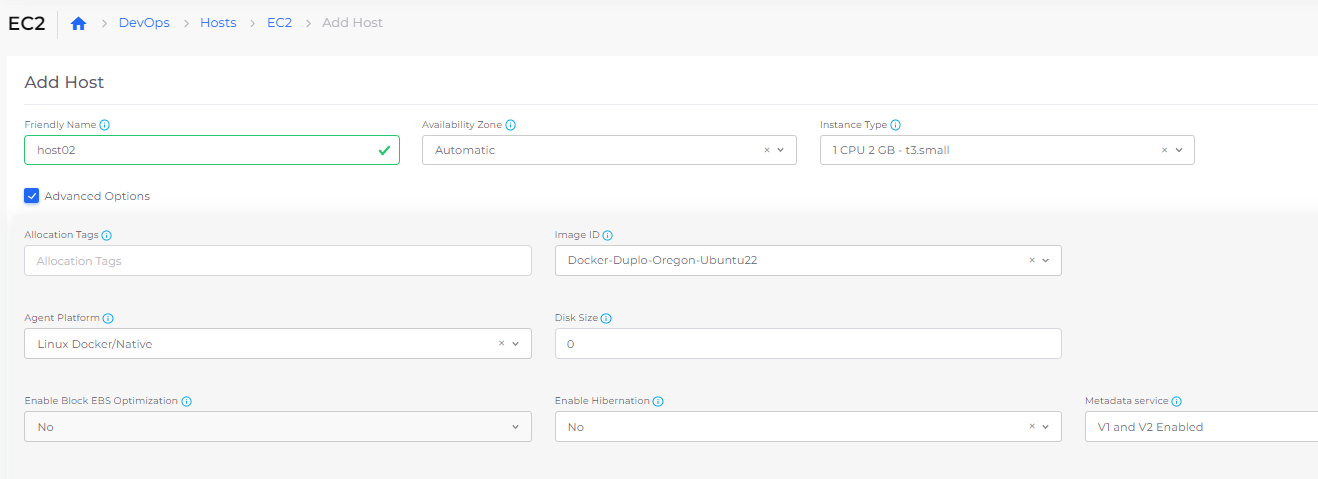 EC2 DevOps Hosts EC2 Add Host
Add Host
Friendly Name Availability Zone Instance Type
host02 Automatic 1 CPU 2 GB - t3.small
Advanced Options
Allocation Tags Image ID
Allocation Tags Docker-Duplo-Oregon-Ubuntu22
Agent Platform Disk Size
Linux Docker/Native 0
Enable Block EBS Optimization Enable Hibernation Metadata service
No No V1 and V2 Enabled